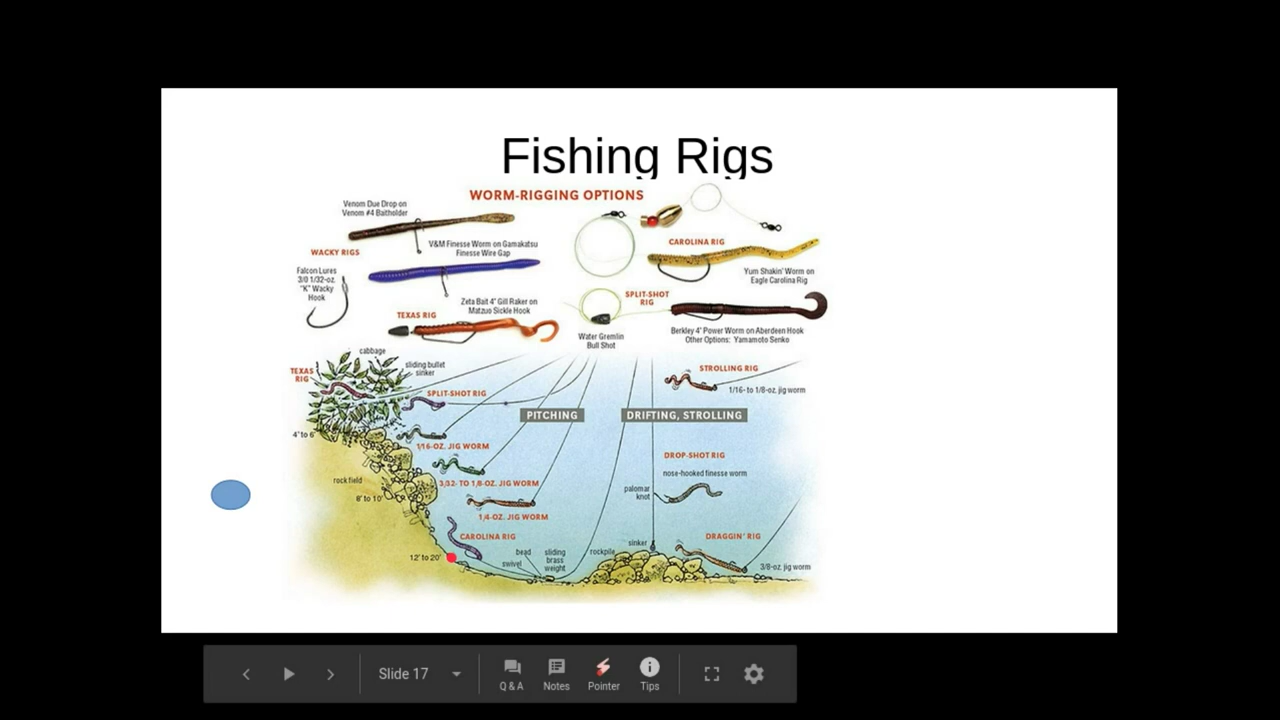 Fishing Rigs
WORM-RIGGING OPTIONS
Venom Due Drop on
Venom #4 Baitholder
WACKY RIGS
V&M Finesse Worm on Gamakatsu
Finesse Wire Gap
Falcon Lures
3/0 1/32-oz.
"K" Wacky
Hook
TEXAS RIG
Zeta Bait 4" Gill Raker on
Matzuo Sickle Hook
CAROLINA RIG
Yum Shakin' Worm on
Eagle Carolina Rig
SPLIT-SHOT
RIG
Water Gremlin
Bull Shot
Berkley 4" Power Worm on Aberdeen Hook
Other Options: Yamamoto Senko
cabbage
TEXAS
RIG
sliding bullet
sinker
SPLIT-SHOT RIG
STROLLING RIG
1/16- to 1/8-oz. jig worm
PITCHING
DRIFTING, STROLLING
4' to 6'
1/16-OZ. JIG WORM
DROP-SHOT RIG
nose-hooked finesse worm
rock field
3/32- TO 1/8-OZ. JIG WORM
palomar
knot
8' to 10'
1/4-OZ. JIG WORM
CAROLINA RIG
DRAGGIN' RIG
sinker
12' to 20'
bead
swivel
sliding
brass
weight
rockpile
3/8-oz. jig worm
Slide 17
Q & A
Notes
Pointer
Tips